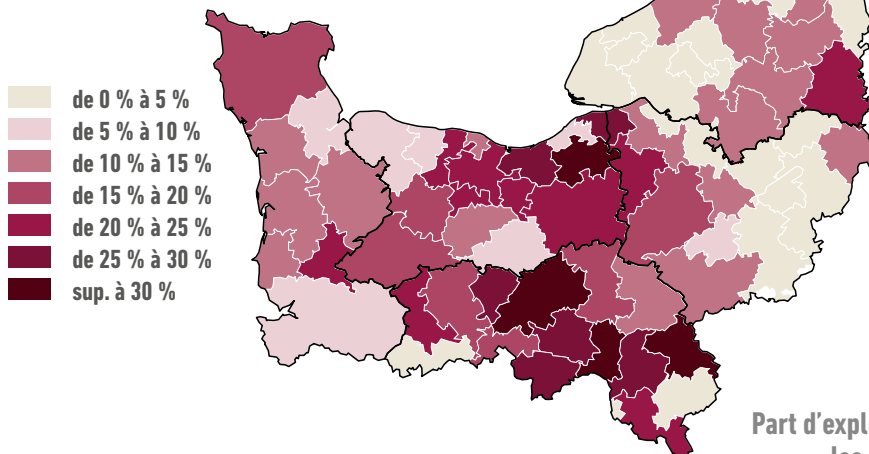 de 0 % à 5 %
de 5 % à 10 %
de 10 % à 15 %
de 15 % à 20 %
de 20 % à 25 %
de 25 % à 30 %
sup. à 30 %
Part